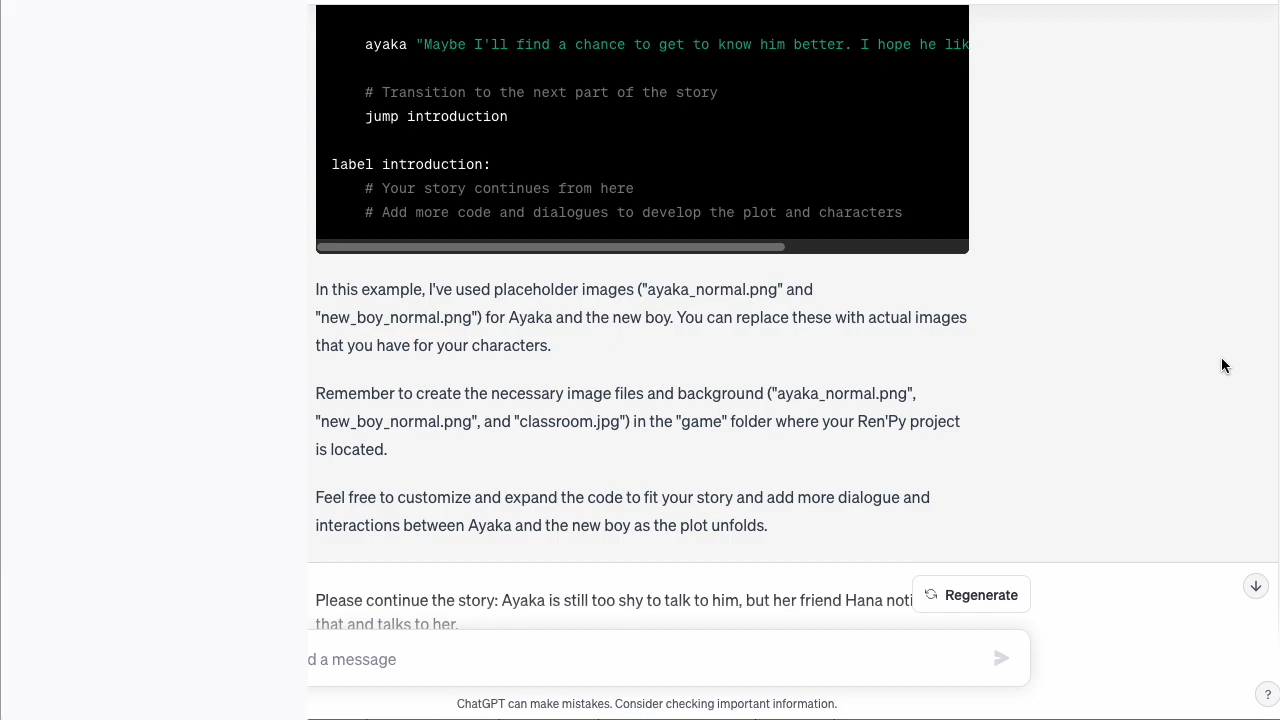 ayaka "Maybe I'll find a chance to get to know him better. I hope he lik
# Transition to the next part of the story
jump introduction
label introduction:
# Your story continues from here
# Add more code and dialogues to develop the plot and characters
In this example, I've used placeholder images ("ayaka_normal.png" and
"new_boy_normal.png") for Ayaka and the new boy. You can replace these with actual images
that you have for your characters.
Remember to create the necessary image files and background ("ayaka_normal.png",
"new_boy_normal.png", and "classroom.jpg") in the "game" folder where your Ren'Py project
is located.
Feel free to customize and expand the code to fit your story and add more dialogue and
interactions between Ayaka and the new boy as the plot unfolds.
Please continue the story: Ayaka is still too shy to talk to him, but her friend Hana noti
Regenerate
that and talks to her.
d a message
ChatGPT can make mistakes. Consider checking important information.
?